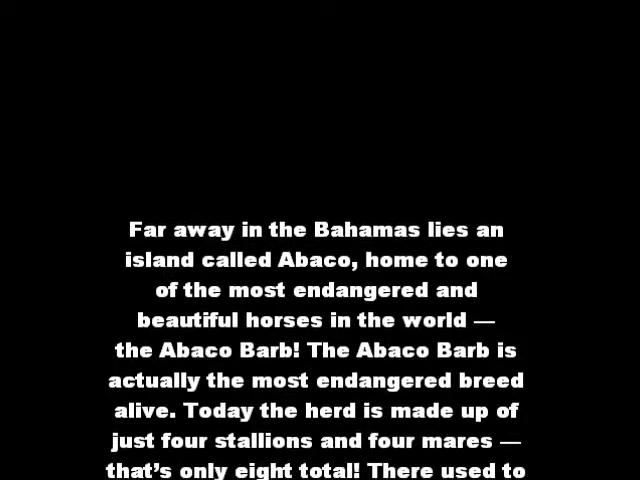 Far away in the Bahamas lies an
island called Abaco, home to one
of the most endangered and
beautiful horses in the world —
the Abaco Barb! The Abaco Barb is
actually the most endangered breed
alive. Today the herd is made up of
just four stallions and four mares —
that’s only eight total! There used to